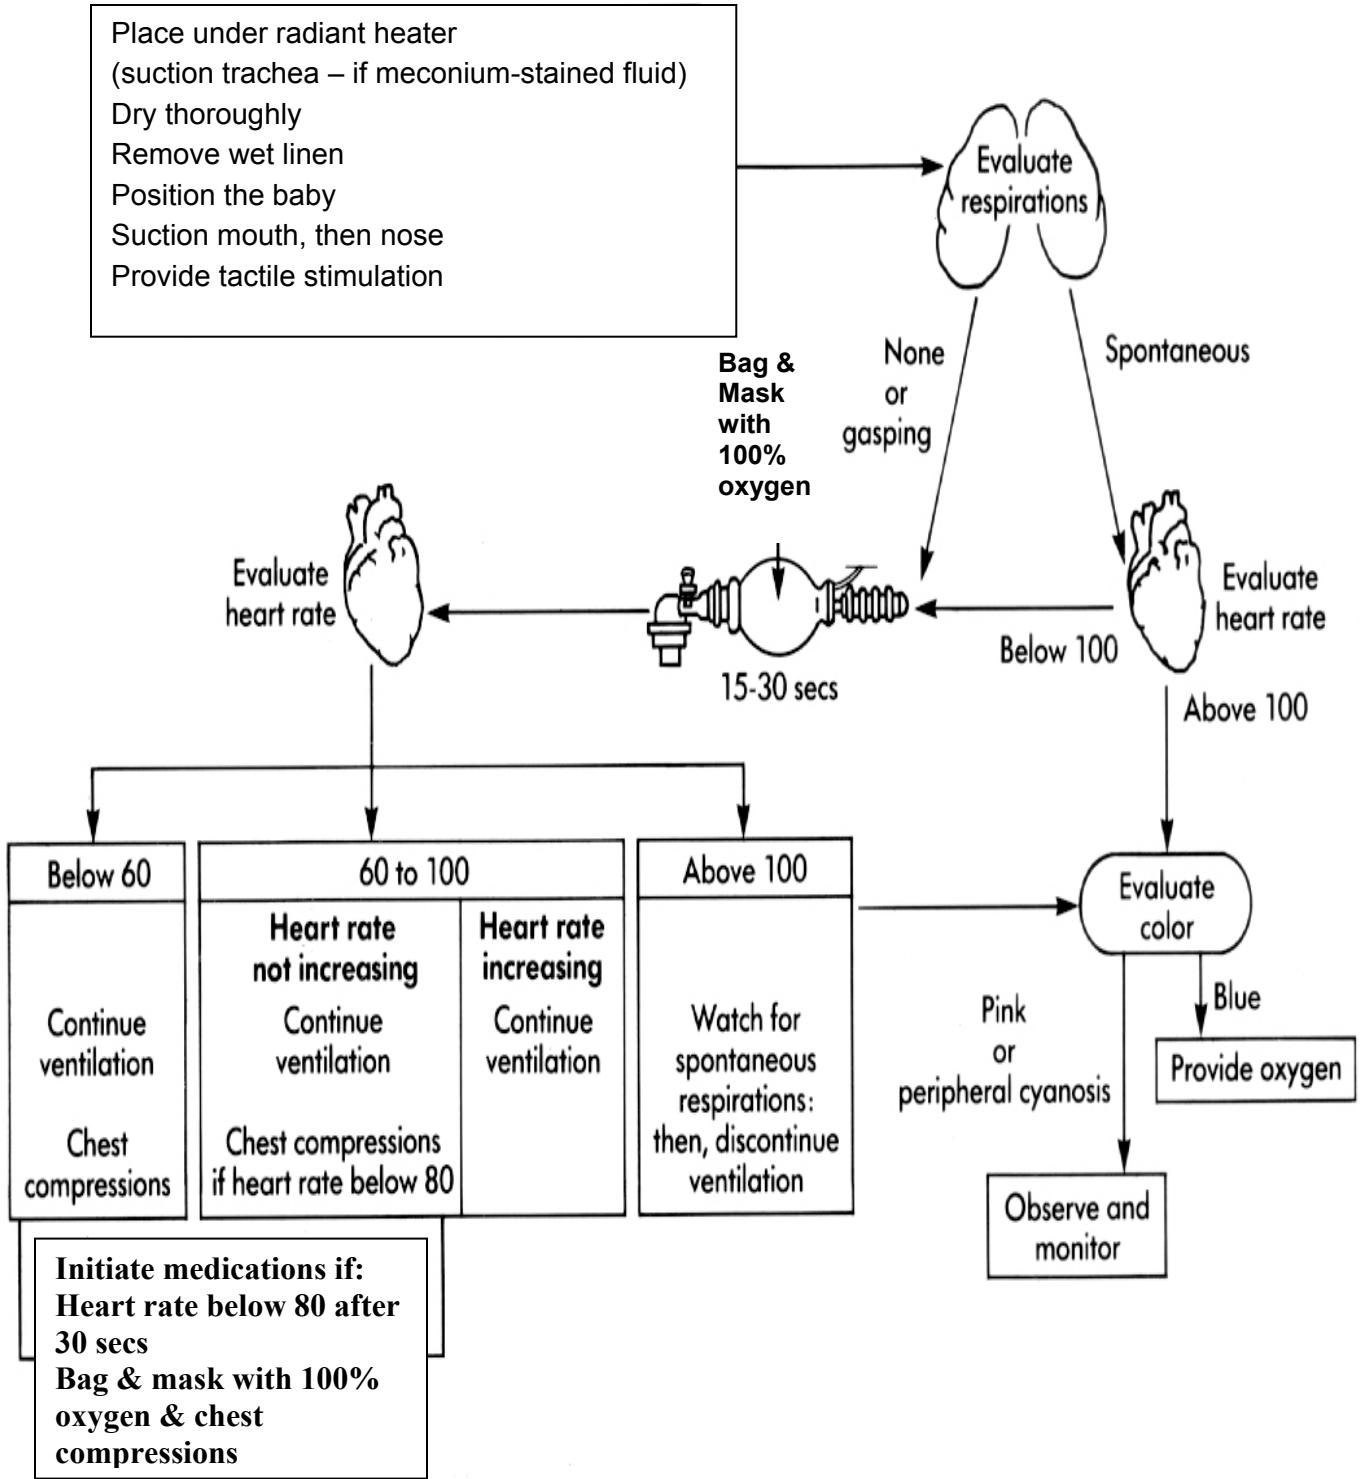 Place under radiant heater
(suction trachea – if meconium-stained fluid)
Dry thoroughly
Remove wet linen
Position the baby
Suction mouth, then nose
Provide tactile stimulation
Evaluate
respirations
None
or
gasping
Spontaneous
Bag &
Mask
with
100%
oxygen
Evaluate
heart rate
Below 100
Above 100
15-30 secs
Evaluate
heart rate
Below 60
Continue
ventilation
Chest
compressions
60 to 100
Heart rate
not increasing
Continue
ventilation
Chest compressions
if heart rate below 80
Heart rate
increasing
Continue
ventilation
Above 100
Watch for
spontaneous
respirations:
then, discontinue
ventilation
Evaluate
color
Blue
Provide oxygen
Pink
or
peripheral cyanosis
Observe and
monitor
Initiate medications if:
Heart rate below 80 after
30 secs
Bag & mask with 100%
oxygen & chest
compressions